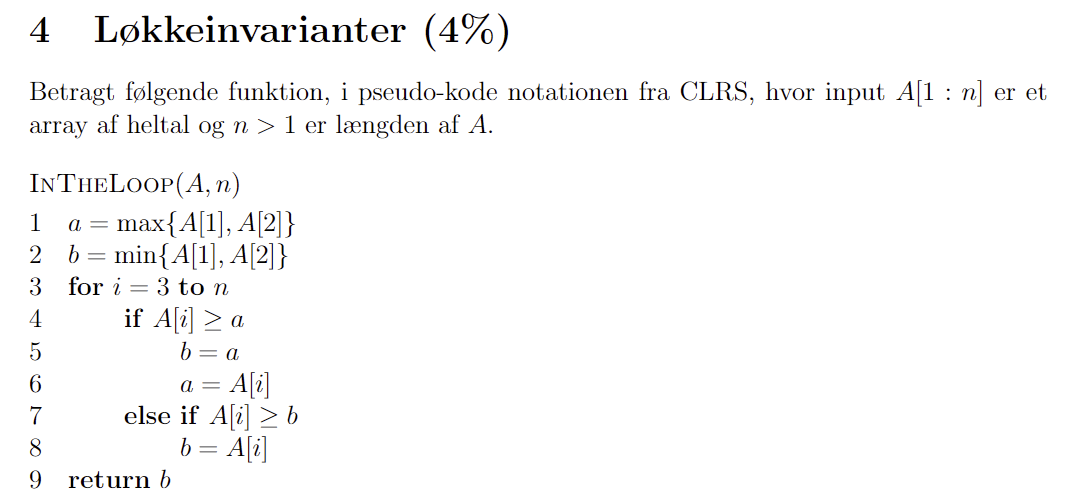 4 Løkkeinvarianter (4%)
Betragt følgende funktion, i pseudo-kode notationen fra CLRS, hvor input A[1 : n] er et
array af heltal og n > 1 er længden af A.
INTHELOOP(A, n)
1 a = max{A[1], A[2]}
2 b = min{A[1], A[2]}
3 for i = 3 to n
4 if A[i] ≥ a
5 b = a
6 a = A[i]
7 else if A[i] ≥ b
8 b = A[i]
9 return b